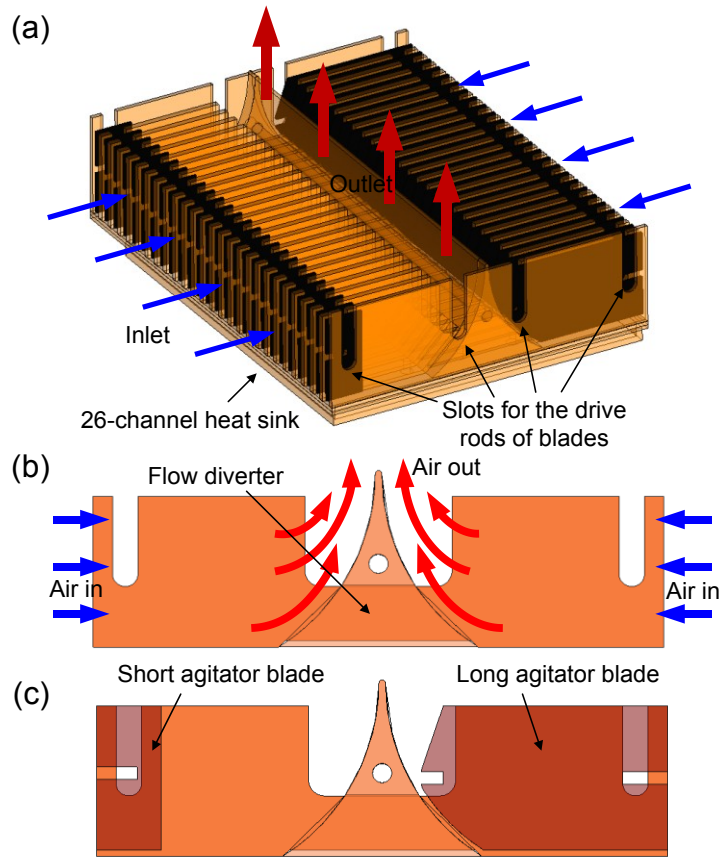 (a)
Outlet
Inlet
26-channel heat sink
Slots for the drive
rods of blades
(b)
Flow diverter
Air out
Air in
Air in
(c)
Short agitator blade
Long agitator blade